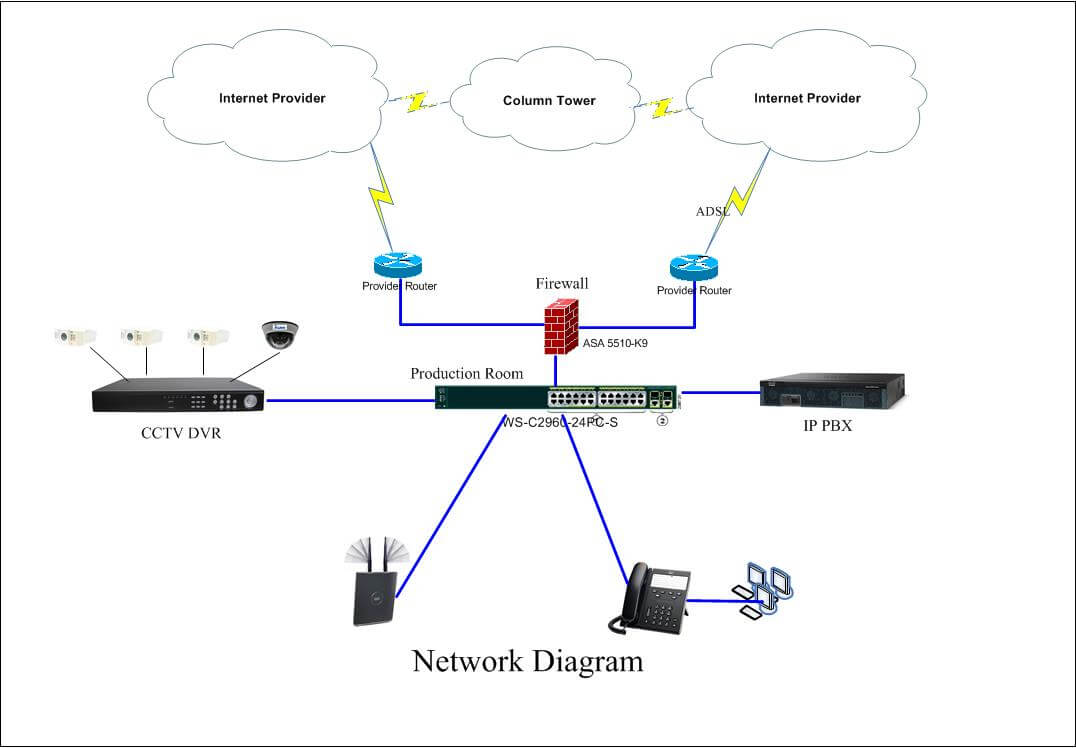 Internet Provider
Column Tower
Internet Provider
ADSL
Provider Router
Provider Router
Firewall
ASA 5510-K9
Production Room
WS-C2960-24PC-S
CCTV DVR
IP PBX
Network Diagram